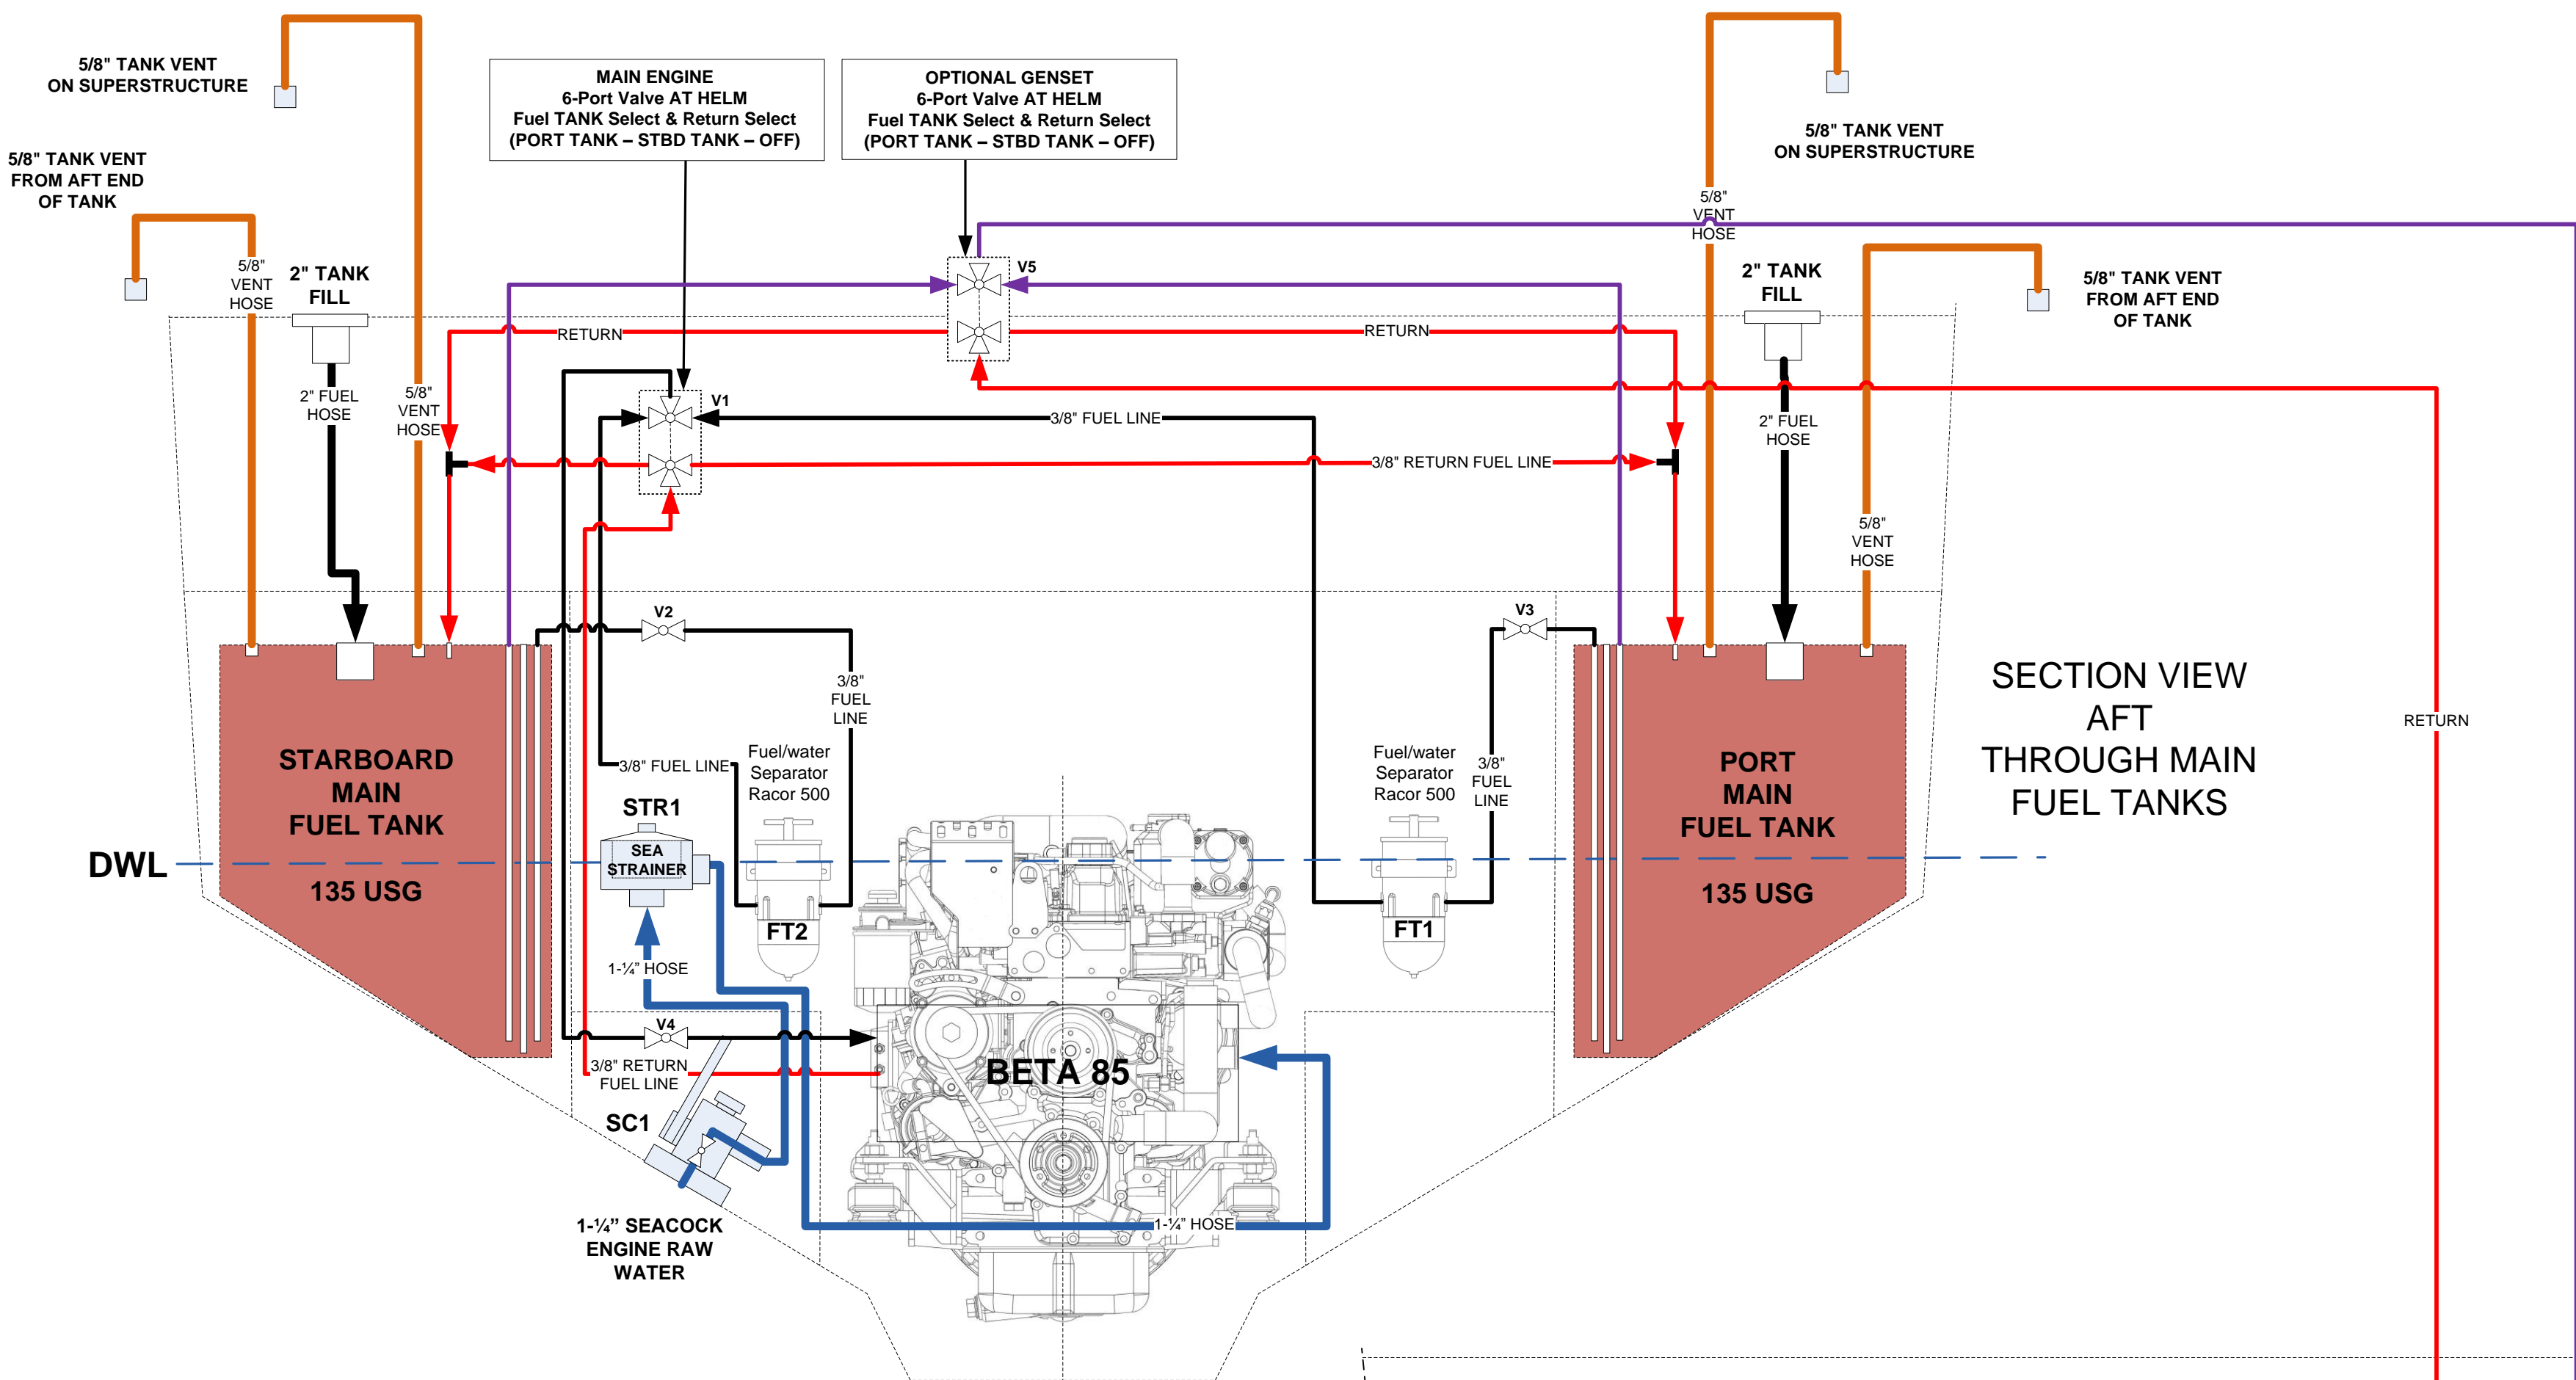 5/8" TANK VENT
ON SUPERSTRUCTURE
5/8" TANK VENT
FROM AFT END
OF TANK
MAIN ENGINE
6-Port Valve AT HELM
Fuel TANK Select & Return Select
(PORT TANK – STBD TANK – OFF)
OPTIONAL GENSET
6-Port Valve AT HELM
Fuel TANK Select & Return Select
(PORT TANK – STBD TANK – OFF)
5/8" TANK VENT
ON SUPERSTRUCTURE
5/8"
VENT
HOSE
5/8"
VENT
HOSE
2" TANK
FILL
V5
2" TANK
FILL
5/8" TANK VENT
FROM AFT END
OF TANK
RETURN
RETURN
2" FUEL
HOSE
5/8"
VENT
HOSE
V1
3/8" FUEL LINE
2" FUEL
HOSE
3/8" RETURN FUEL LINE
5/8"
VENT
HOSE
V2
V3
3/8"
FUEL
LINE
SECTION VIEW
AFT
THROUGH MAIN
FUEL TANKS
RETURN
STARBOARD
MAIN
FUEL TANK
135 USG
3/8" FUEL LINE
Fuel/water
Separator
Racor 500
Fuel/water
Separator
Racor 500
3/8"
FUEL
LINE
PORT
MAIN
FUEL TANK
135 USG
STR1
SEA
STRAINER
DWL
FT2
FT1
1-¼” HOSE
V4
3/8" RETURN
FUEL LINE
BETA 85
SC1
1-¼” HOSE
1-¼” SEACOCK
ENGINE RAW
WATER